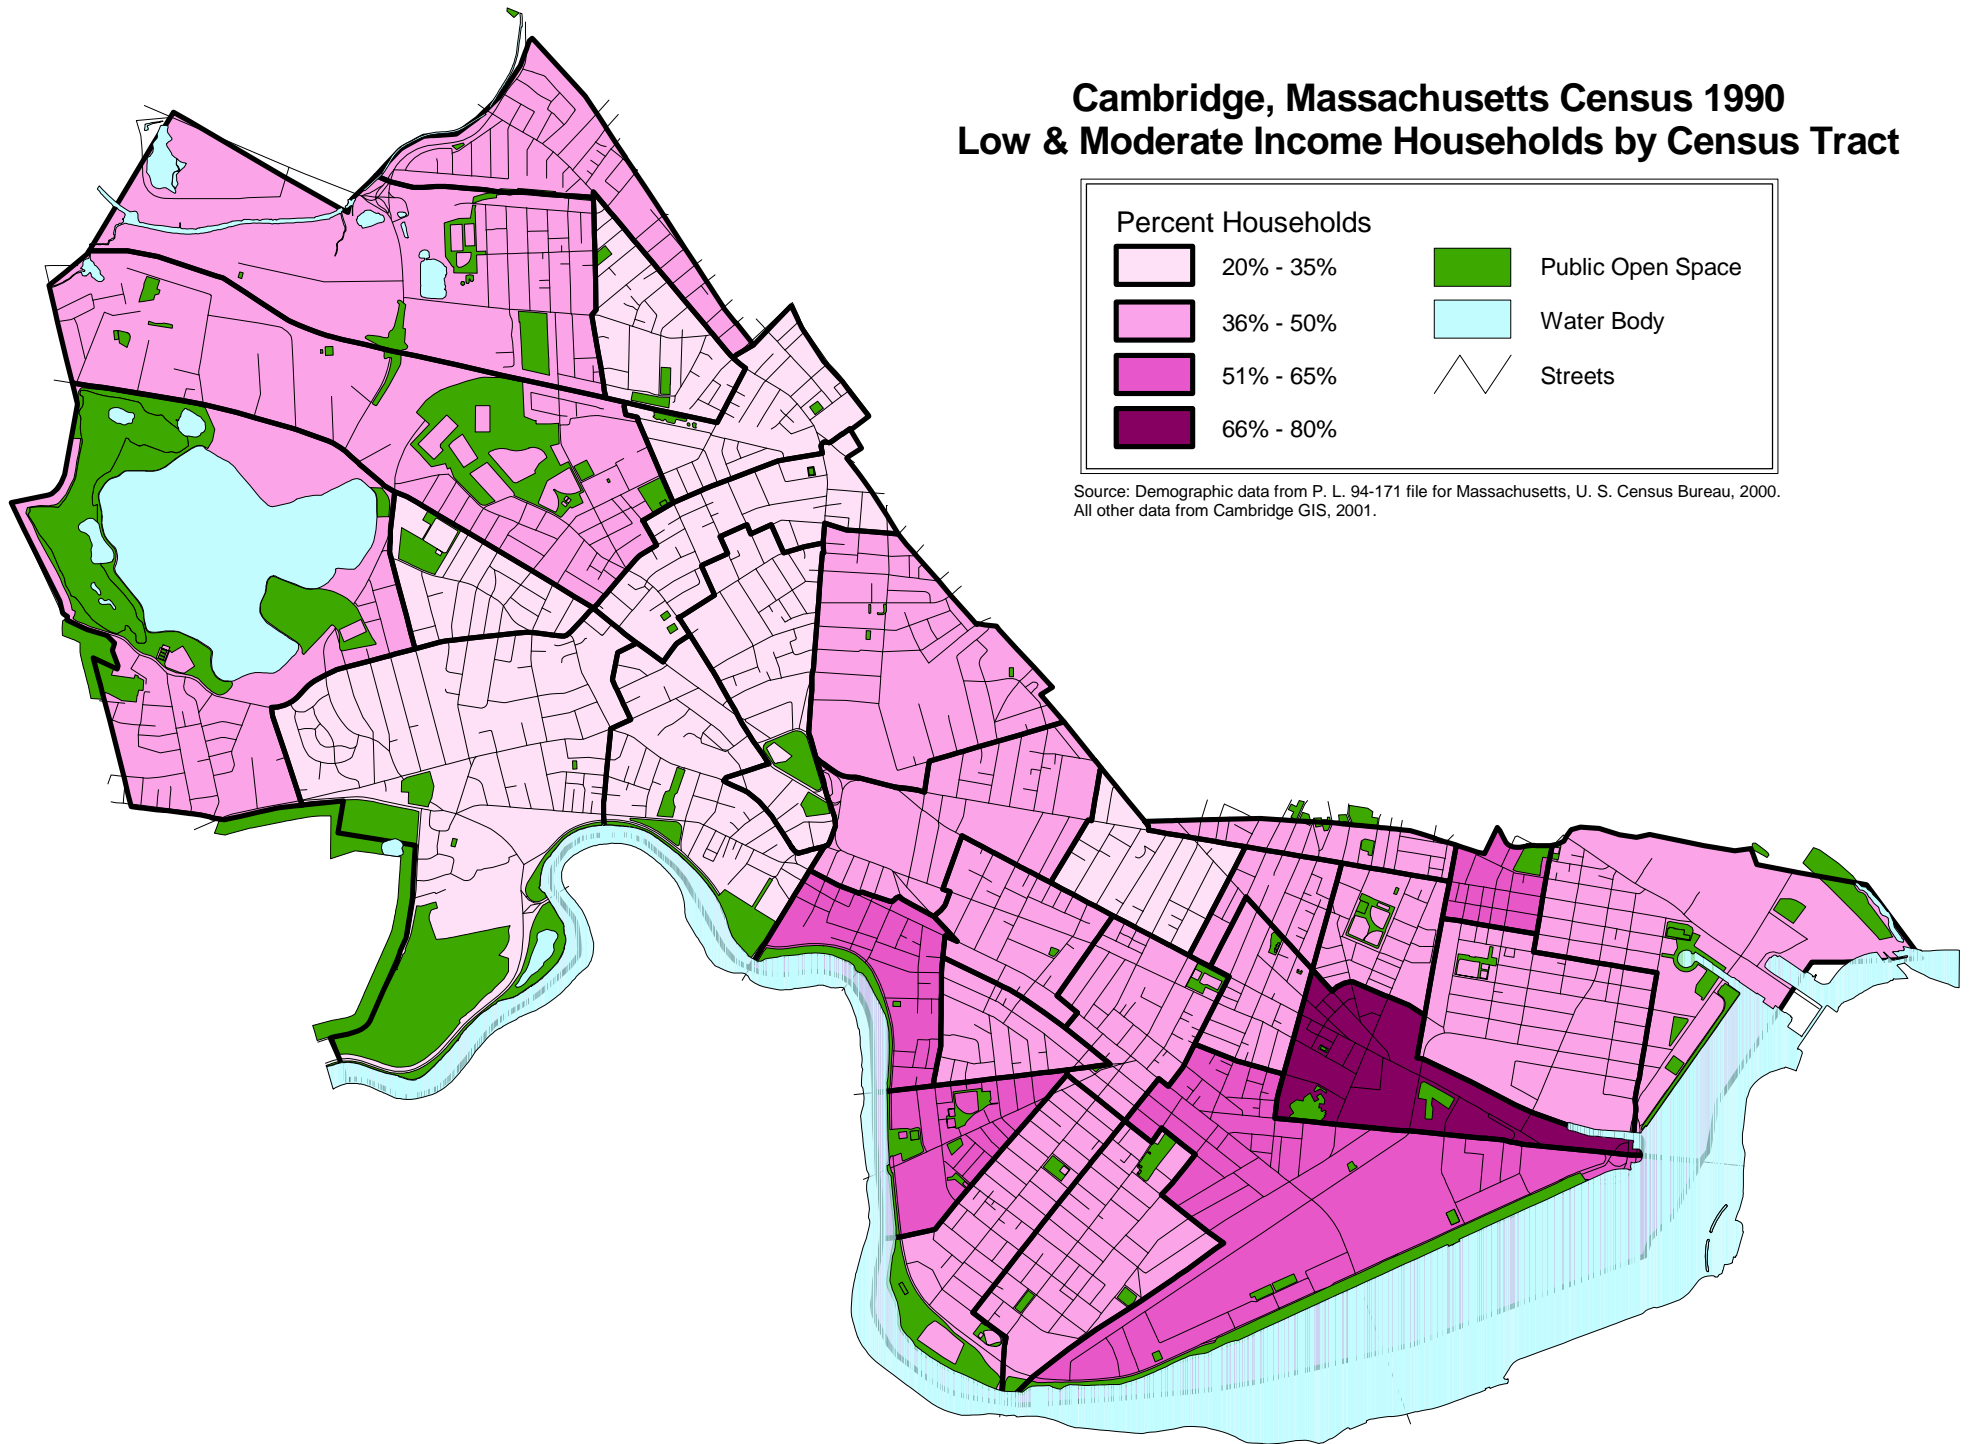 Cambridge, Massachusetts Census 1990
Low & Moderate Income Households by Census Tract
Percent Households
20% - 35%
36% - 50%
51% - 65%
66% - 80%
Public Open Space
Water Body
Streets
Source: Demographic data from P. L. 94-171 file for Massachusetts, U. S. Census Bureau, 2000.
All other data from Cambridge GIS, 2001.